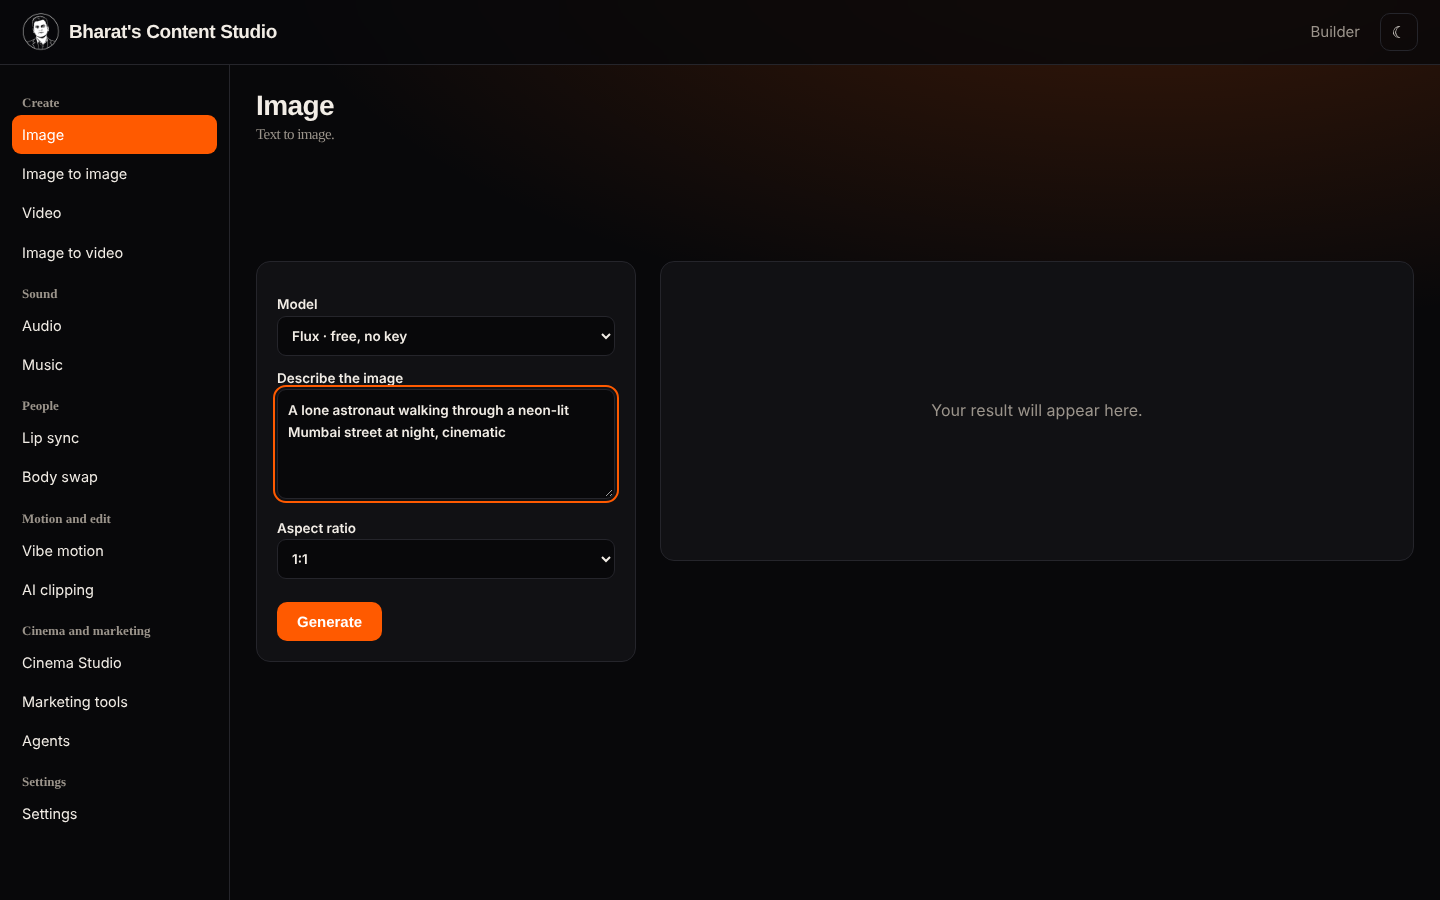 Bharat's Content Studio
Builder
Create
Image
Image to image
Video
Image to video
Sound
Audio
Music
People
Lip sync
Body swap
Motion and edit
Vibe motion
AI clipping
Cinema and marketing
Cinema Studio
Marketing tools
Agents
Settings
Settings
Image
Text to image.
Model
Flux · free, no key
Describe the image
A lone astronaut walking through a neon-lit
Mumbai street at night, cinematic
Aspect ratio
1:1
Generate
Your result will appear here.